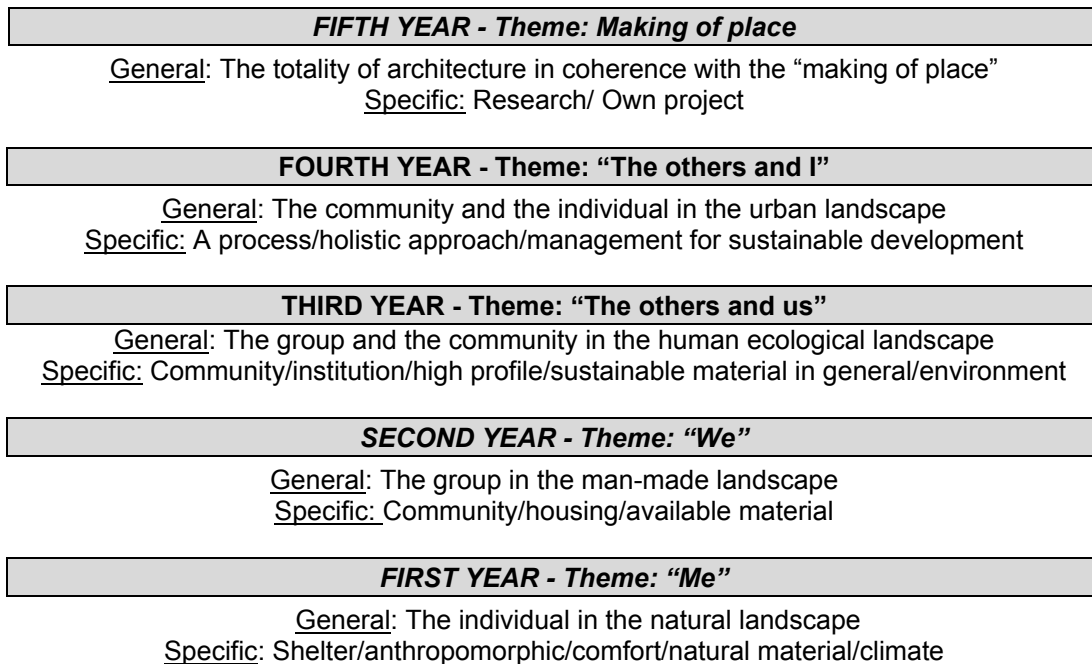 FIFTH YEAR - Theme: Making of place
General: The totality of architecture in coherence with the “making of place”
Specific: Research/ Own project
FOURTH YEAR - Theme: “The others and I”
General: The community and the individual in the urban landscape
Specific: A process/holistic approach/management for sustainable development
THIRD YEAR - Theme: “The others and us”
General: The group and the community in the human ecological landscape
Specific: Community/institution/high profile/sustainable material in general/environment
SECOND YEAR - Theme: “We”
General: The group in the man-made landscape
Specific: Community/housing/available material
FIRST YEAR - Theme: “Me”
General: The individual in the natural landscape
Specific: Shelter/anthropomorphic/comfort/natural material/climate